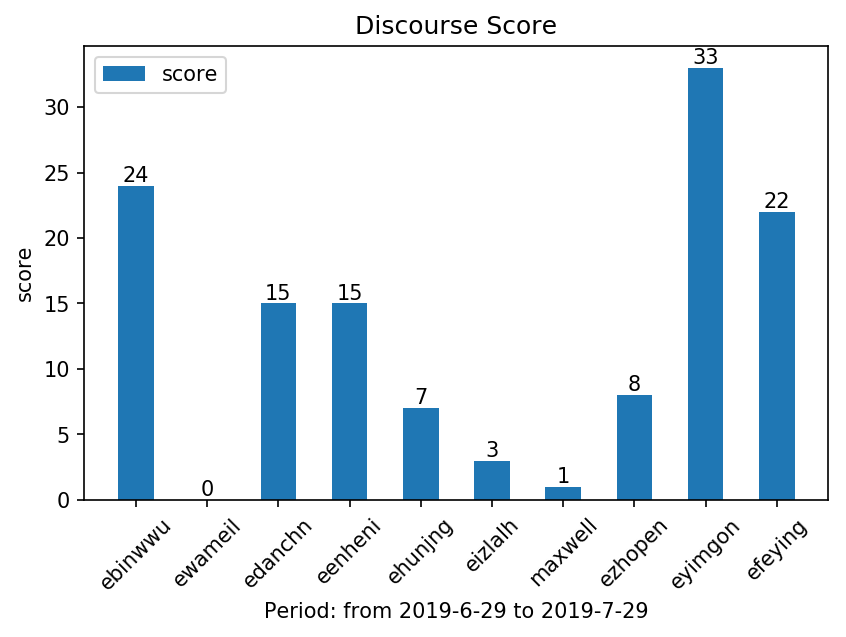 Discourse Score
score
33
30
25
24
22
20
score
15
15
15
10
8
7
5
3
1
0
0
ebinwwu
ewameil
edanchn
eenheni
ehunjng
eizlalh
maxwell
ezhopen
eyimgon
efeying
Period: from 2019-6-29 to 2019-7-29